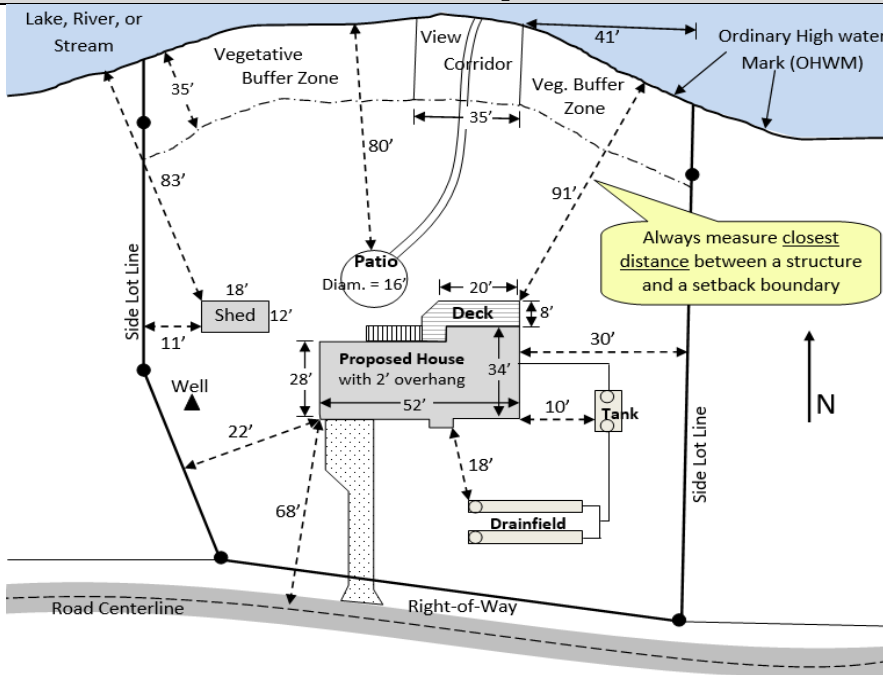 Lake, River, or
Stream
Vegetative
Buffer Zone
View
Corridor
41’
Ordinary High water
Mark (OHWM)
35’
Veg. Buffer
Zone
35’
80’
83’
91’
Always measure closest
distance between a structure
and a setback boundary
Side Lot Line
Patio
Diam. = 16’
18’
Shed
12’
11’
20’
Deck
8’
Proposed House
with 2’ overhang
28’
34’
52’
30’
Well
10’
Tank
N
22’
18’
Side Lot Line
68’
Drainfield
Road Centerline
Right-of-Way